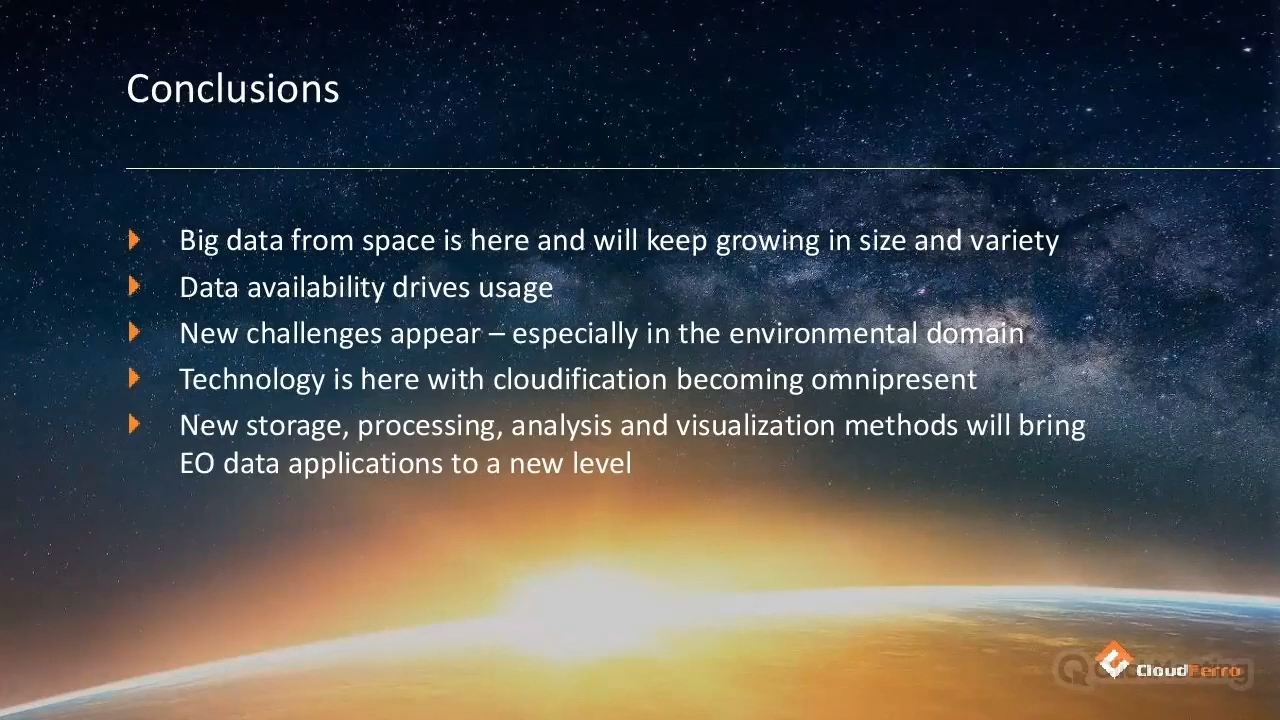 Conclusions
Big data from space is here and will keep growing in size and variety
Data availability drives usage
New challenges appear – especially in the environmental domain
Technology is here with cloudification becoming omnipresent
New storage, processing, analysis and visualization methods will bring
EO data applications to a new level
CloudFerro